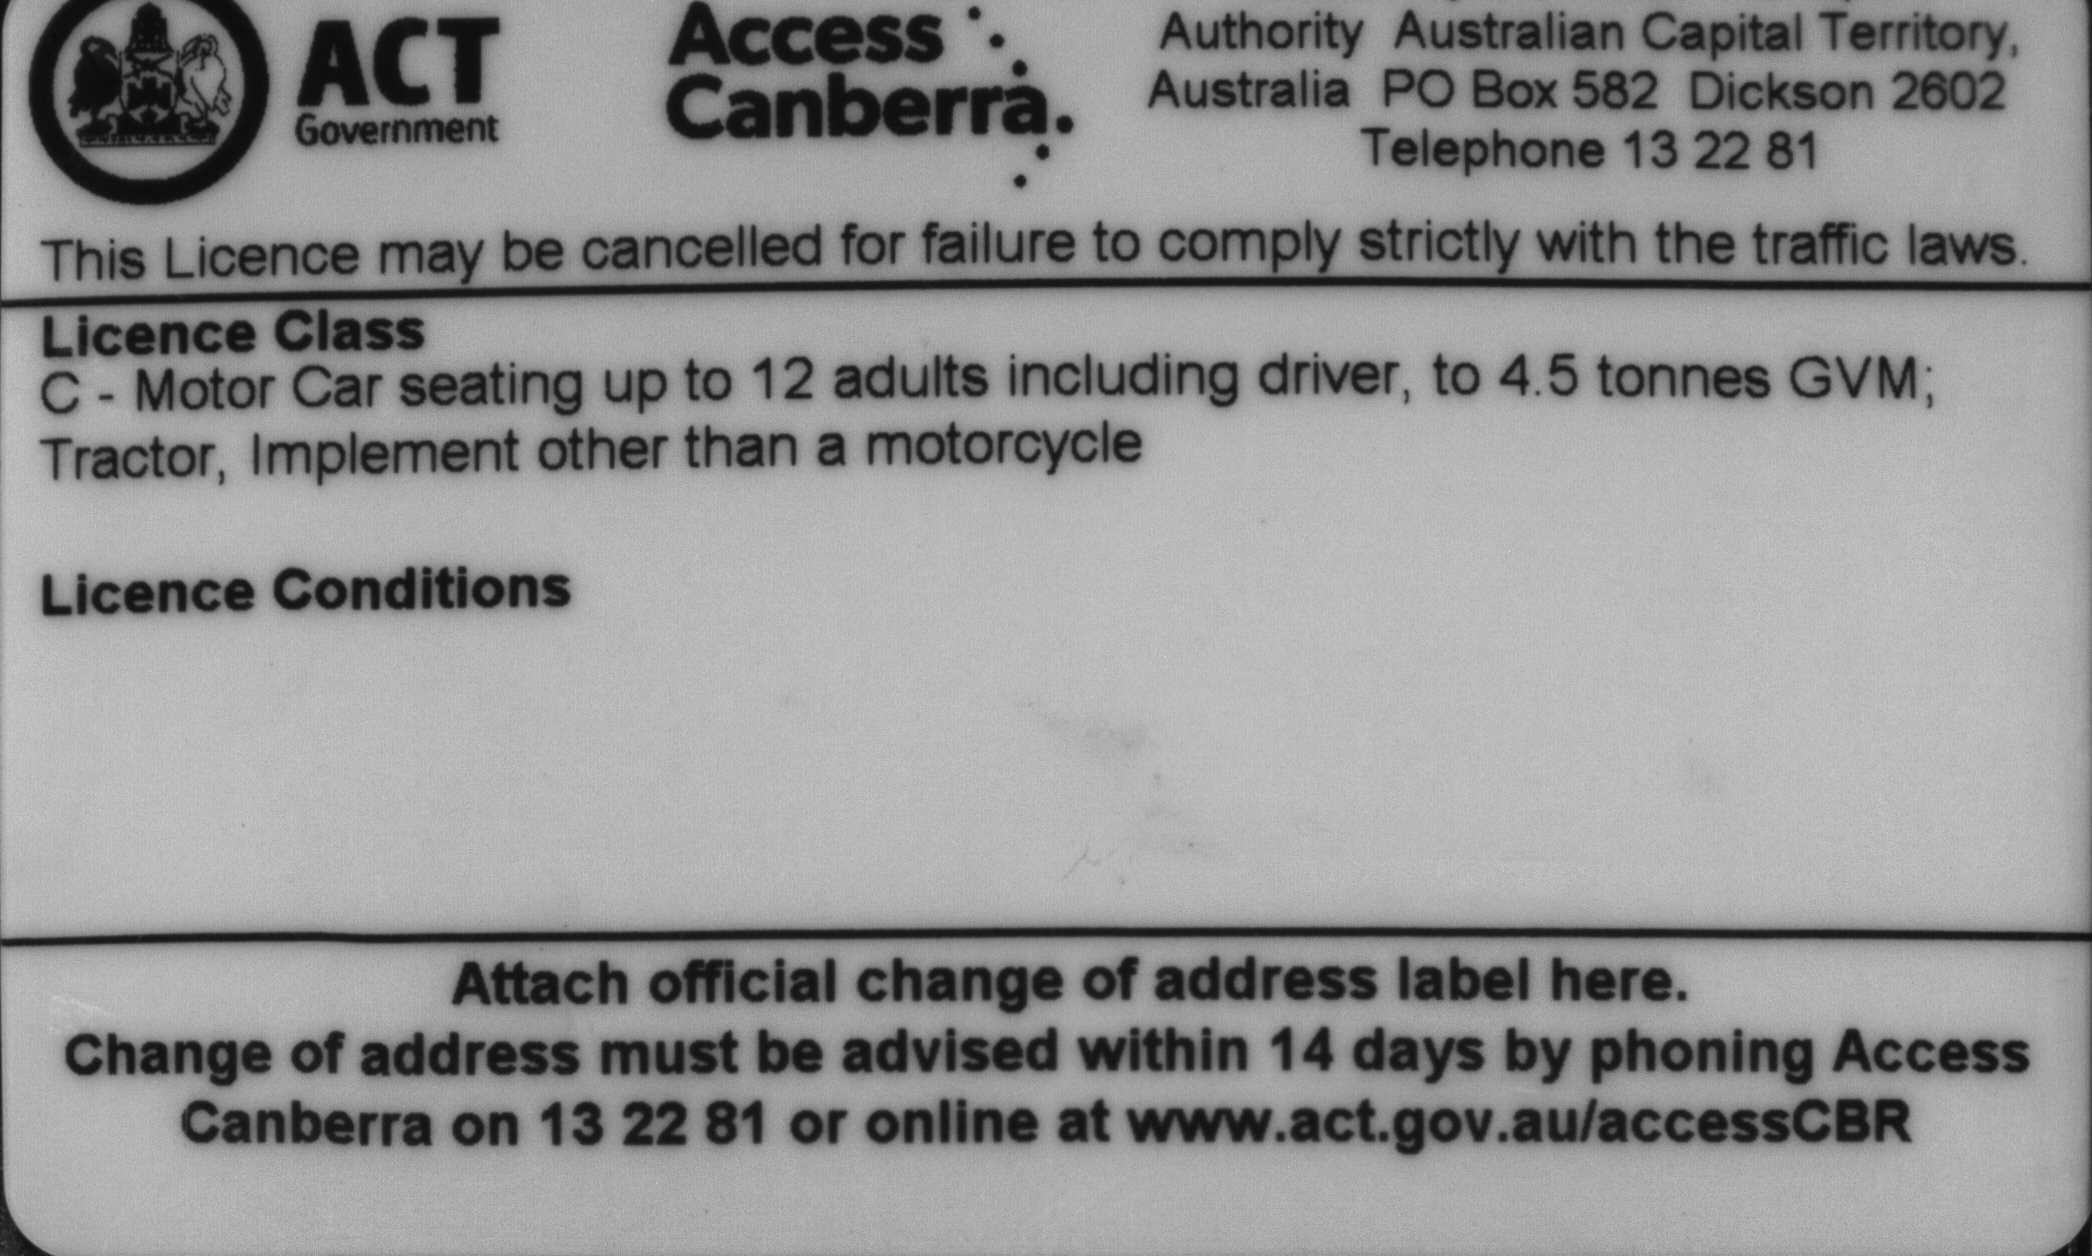 ACT
Government
Access
Canberra.
Authority Australian Capital Territory,
Australia PO Box 582 Dickson 2602
Telephone 13 22 81
This Licence may be cancelled for failure to comply strictly with the traffic laws.
Licence Class
C - Motor Car seating up to 12 adults including driver, to 4.5 tonnes GVM;
Tractor, Implement other than a motorcycle
Licence Conditions
Attach official change of address label here.
Change of address must be advised within 14 days by phoning Access
Canberra on 13 22 81 or online at www.act.gov.au/accessCBR